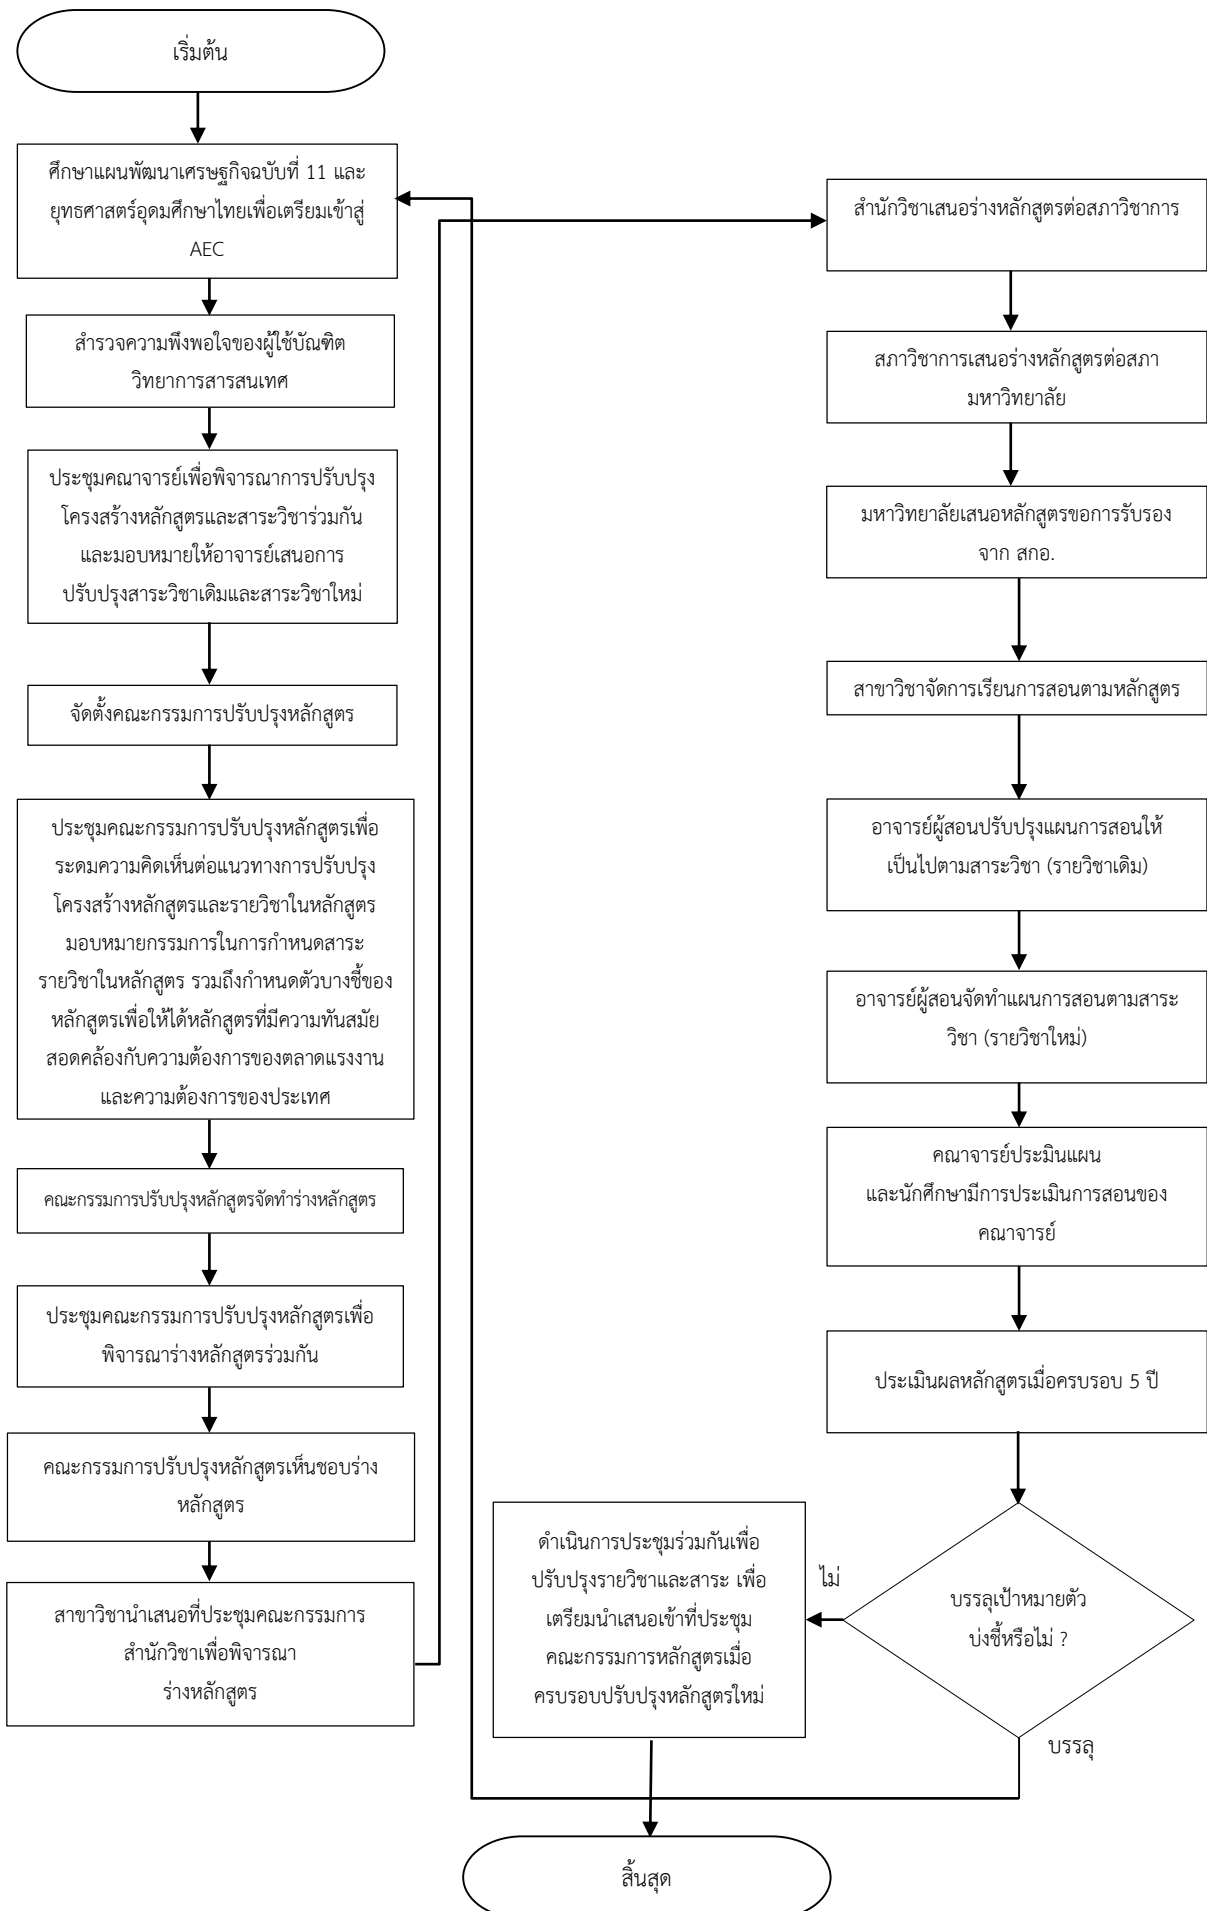 เริ่มต้น
ศึกษาแผนพัฒนาเศรษฐกิจฉบับที่ 11 และ
ยุทธศาสตร์อุดมศึกษาไทยเพื่อเตรียมเข้าสู่
AEC
สำรวจความพึงพอใจของผู้ใช้บัณฑิต
วิทยาการสารสนเทศ
ประชุมคณาจารย์เพื่อพิจารณาการปรับปรุง
โครงสร้างหลักสูตรและสาระวิชาร่วมกัน
และมอบหมายให้อาจารย์เสนอการ
ปรับปรุงสาระวิชาเดิมและสาระวิชาใหม่
จัดตั้งคณะกรรมการปรับปรุงหลักสูตร
ประชุมคณะกรรมการปรับปรุงหลักสูตรเพื่อ
ระดมความคิดเห็นต่อแนวทางการปรับปรุง
โครงสร้างหลักสูตรและรายวิชาในหลักสูตร
มอบหมายกรรมการในการกำหนดสาระ
รายวิชาในหลักสูตร รวมถึงกำหนดตัวบางชี้ของ
หลักสูตรเพื่อให้ได้หลักสูตรที่มีความทันสมัย
สอดคล้องกับความต้องการของตลาดแรงงาน
และความต้องการของประเทศ
คณะกรรมการปรับปรุงหลักสูตรจัดทำร่างหลักสูตร
ประชุมคณะกรรมการปรับปรุงหลักสูตรเพื่อ
พิจารณาร่างหลักสูตรร่วมกัน
คณะกรรมการปรับปรุงหลักสูตรเห็นชอบร่าง
หลักสูตร
สาขาวิชานำเสนอที่ประชุมคณะกรรมการ
สำนักวิชาเพื่อพิจารณา
ร่างหลักสูตร
สำนักวิชาเสนอร่างหลักสูตรต่อสภาวิชาการ
สภาวิชาการเสนอร่างหลักสูตรต่อสภา
มหาวิทยาลัย
มหาวิทยาลัยเสนอหลักสูตรขอการรับรอง
จาก สกอ.
สาขาวิชาจัดการเรียนการสอนตามหลักสูตร
อาจารย์ผู้สอนปรับปรุงแผนการสอนให้
เป็นไปตามสาระวิชา (รายวิชาเดิม)
อาจารย์ผู้สอนจัดทำแผนการสอนตามสาระ
วิชา (รายวิชาใหม่)
คณาจารย์ประมินแผน
และนักศึกษามีการประเมินการสอนของ
คณาจารย์
ประเมินผลหลักสูตรเมื่อครบรอบ 5 ปี
บรรลุเป้าหมายตัว
บ่งชี้หรือไม่ ?
ไม่
บรรลุ
ดำเนินการประชุมร่วมกันเพื่อ
ปรับปรุงรายวิชาและสาระ เพื่อ
เตรียมนำเสนอเข้าที่ประชุม
คณะกรรมการหลักสูตรเมื่อ
ครบรอบปรับปรุงหลักสูตรใหม่
สิ้นสุด